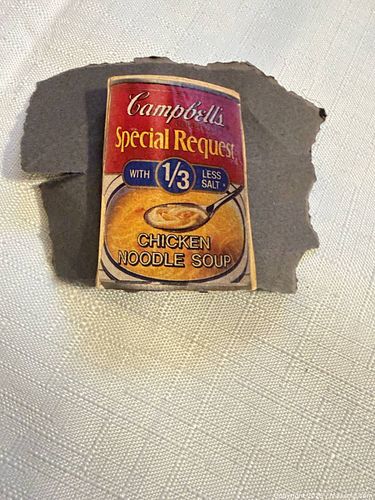 Campbell's
Special Request
WITH 1/3 LESS SALT
CHICKEN
NOODLE SOUP